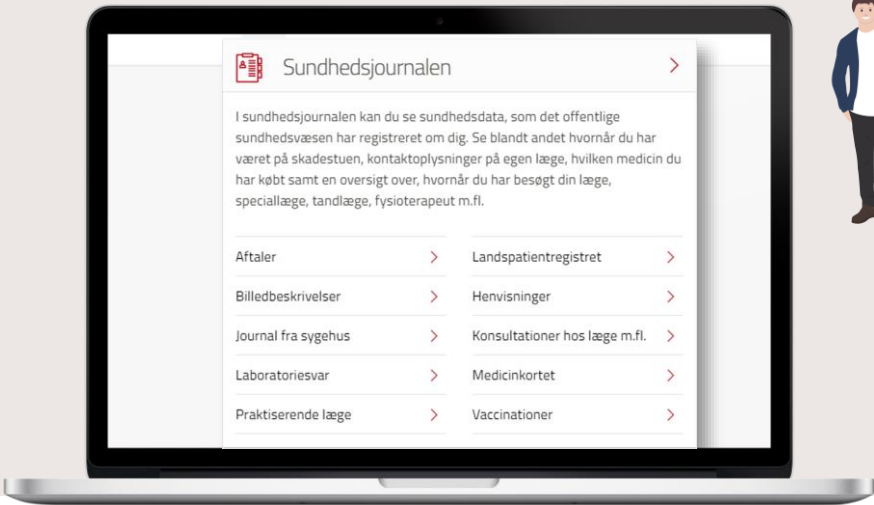 Sundhedsjournalen
I sundhedsjournalen kan du se sundhedsdata, som det offentlige
sundhedsvæsen har registreret om dig. Se blandt andet hvornår du har
været på skadestuen, kontaktoplysninger på egen læge, hvilken medicin du
har købt samt en oversigt over, hvornår du har besøgt din læge,
speciallæge, tandlæge, fysioterapeut m.fl.
Aftaler
Landspatientregistret
Billedbeskrivelser
Henvisninger
Journal fra sygehus
Konsultationer hos læge m.fl.
Laboratoriesvar
Medicinkortet
Praktiserende læge
Vaccinationer